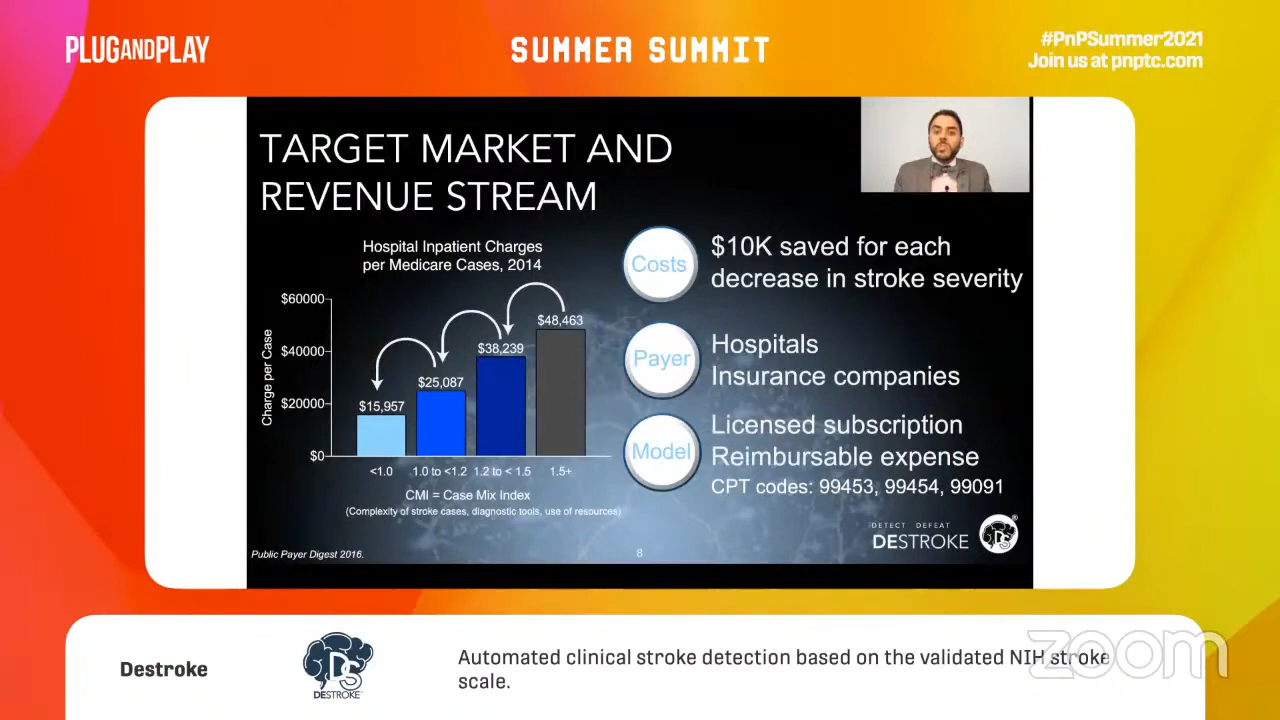 PLUGANDPLAY
SUMMER SUMMIT
#PnPSummer2021
Join us at pnptc.com
TARGET MARKET AND
REVENUE STREAM
Hospital Inpatient Charges
per Medicare Cases, 2014
Charge per Case
$60000
$40000
$20000
$0
$15,957
$25,087
$38,239
$48,463
<1.0
1.0 to <1.2
1.2 to < 1.5
1.5+
CMI = Case Mix Index
(Complexity of stroke cases, diagnostic tools, use of resources)
Costs
$10K saved for each
decrease in stroke severity
Payer
Hospitals
Insurance companies
Model
Licensed subscription
Reimbursable expense
CPT codes: 99453, 99454, 99091
DETECT DEFEAT
DESTROKE
DS
®
Public Payer Digest 2016.
8
Destroke
DS
DESTROKE
Automated clinical stroke detection based on the validated NIH stroke
scale.
zoom